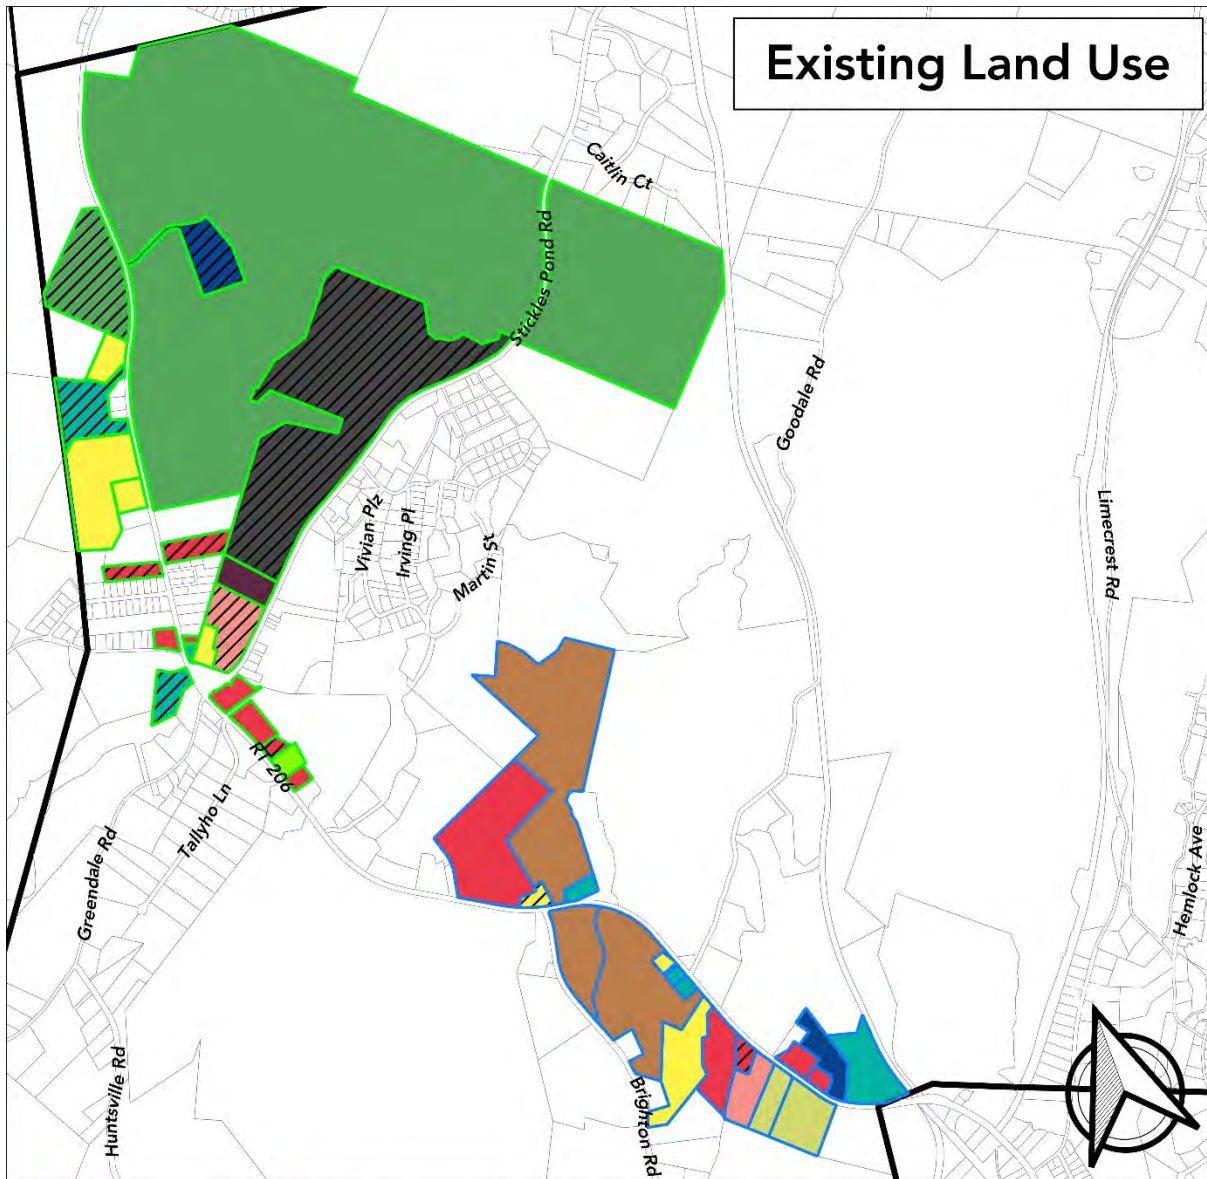 Existing Land Use
Caitlin Ct
Stickles Pond Rd
Goodale Rd
Limecrest Rd
Vivian Plz
Irving Pl
Martin St
RT 206
Tallyho Ln
Greendale Rd
Hemlock Ave
Huntsville Rd
Brighton Rd